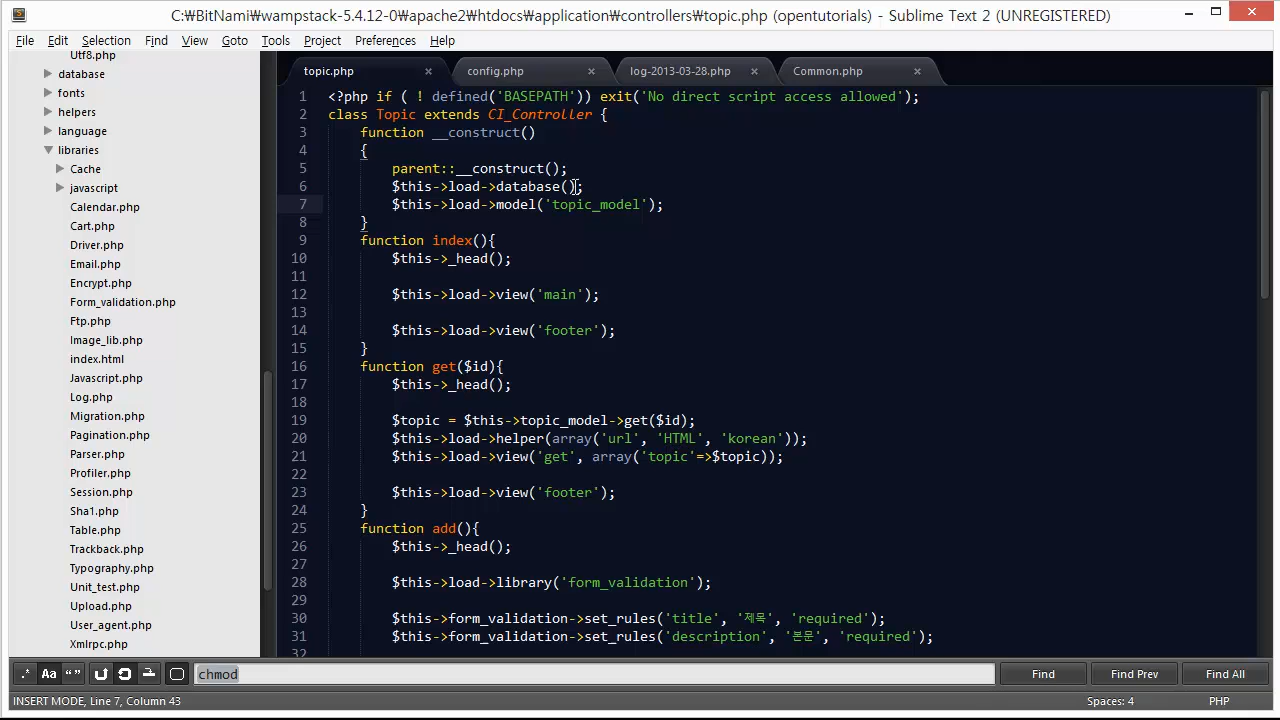 C:₩BitNami₩wampstack-5.4.12-0₩apache2₩htdocs₩application₩controllers₩topic.php (opentutorials) - Sublime Text 2 (UNREGISTERED)
File Edit Selection Find View Goto Tools Project Preferences Help
Utf8.php
database
fonts
helpers
language
libraries
Cache
javascript
Calendar.php
Cart.php
Driver.php
Email.php
Encrypt.php
Form_validation.php
Ftp.php
Image_lib.php
index.html
Javascript.php
Log.php
Migration.php
Pagination.php
Parser.php
Profiler.php
Session.php
Sha1.php
Table.php
Trackback.php
Typography.php
Unit_test.php
Upload.php
User_agent.php
Xmlrpc.php
topic.php config.php log-2013-03-28.php Common.php
1 <?php if ( ! defined('BASEPATH')) exit('No direct script access allowed');
2 class Topic extends CI_Controller {
3 function __construct()
4 {
5 parent::__construct();
6 $this->load->database();
7 $this->load->model('topic_model');
8 }
9 function index(){
10 $this->_head();
11
12 $this->load->view('main');
13
14 $this->load->view('footer');
15 }
16 function get($id){
17 $this->_head();
18
19 $topic = $this->topic_model->get($id);
20 $this->load->helper(array('url', 'HTML', 'korean'));
21 $this->load->view('get', array('topic'=>$topic));
22
23 $this->load->view('footer');
24 }
25 function add(){
26 $this->_head();
27
28 $this->load->library('form_validation');
29
30 $this->form_validation->set_rules('title', '제목', 'required');
31 $this->form_validation->set_rules('description', '본문', 'required');
32
.* Aa “ ” chmod Find Find Prev Find All
INSERT MODE, Line 7, Column 43 Spaces: 4 PHP